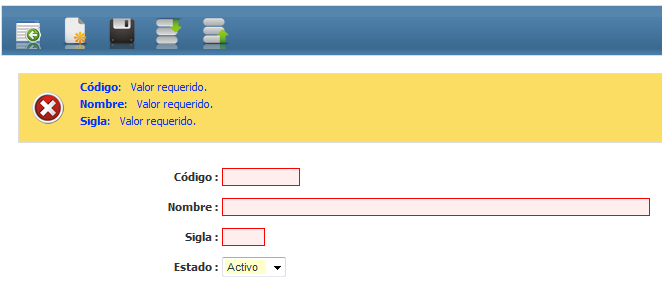 Código: Valor requerido.
Nombre: Valor requerido.
Sigla: Valor requerido.
Código :
Nombre :
Sigla :
Estado : Activo